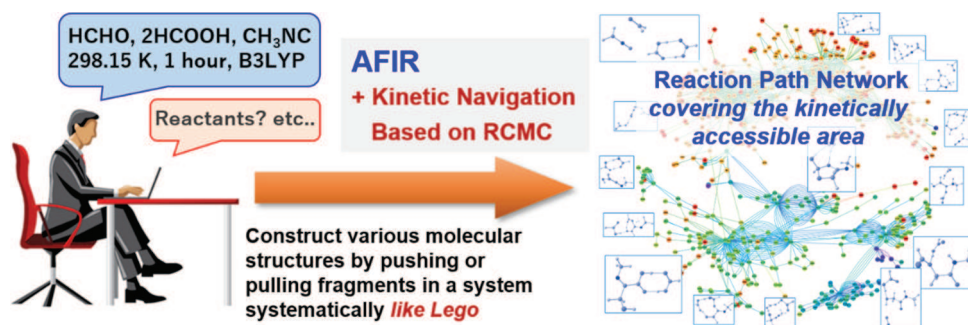 HCHO, 2HCOOH, CH₃NC
298.15 K, 1 hour, B3LYP
Reactants? etc..
AFIR
+ Kinetic Navigation
Based on RCMC
Construct various molecular
structures by pushing or
pulling fragments in a system
systematically like Lego
Reaction Path Network
covering the kinetically
accessible area